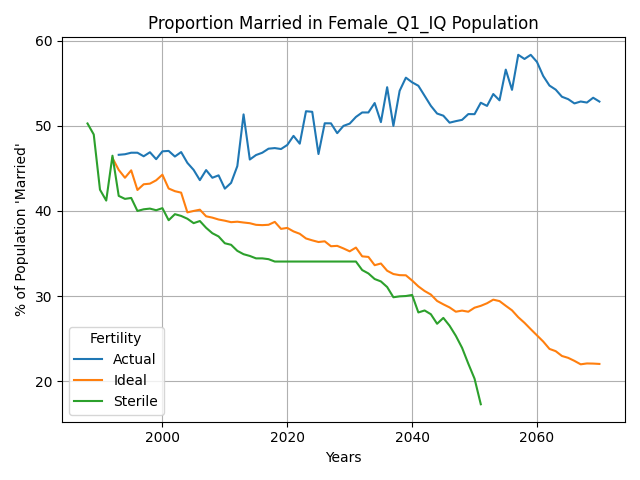 Proportion Married in Female_Q1_IQ Population
% of Population 'Married'
60
50
40
30
20
Fertility
Actual
Ideal
Sterile
2000
2020
2040
2060
Years